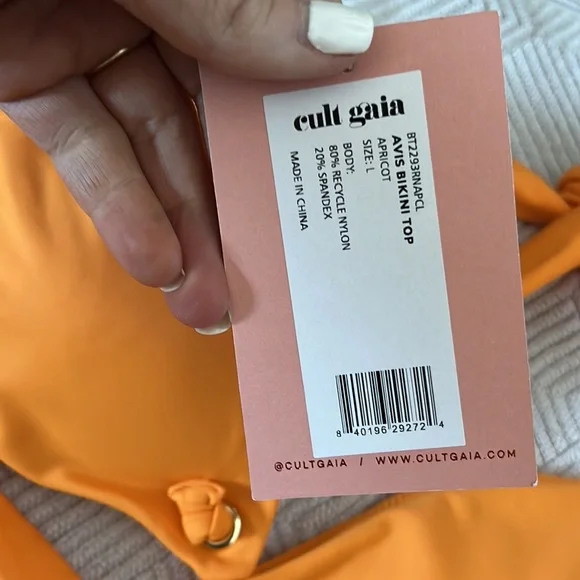 cult gaia
BT2293RNAPCL
AVIS BIKINI TOP
APRICOT
SIZE: L
BODY:
80% RECYCLE NYLON
20% SPANDEX
MADE IN CHINA
8 40196 29272 4
@CULTGAIA / WWW.CULTGAIA.COM